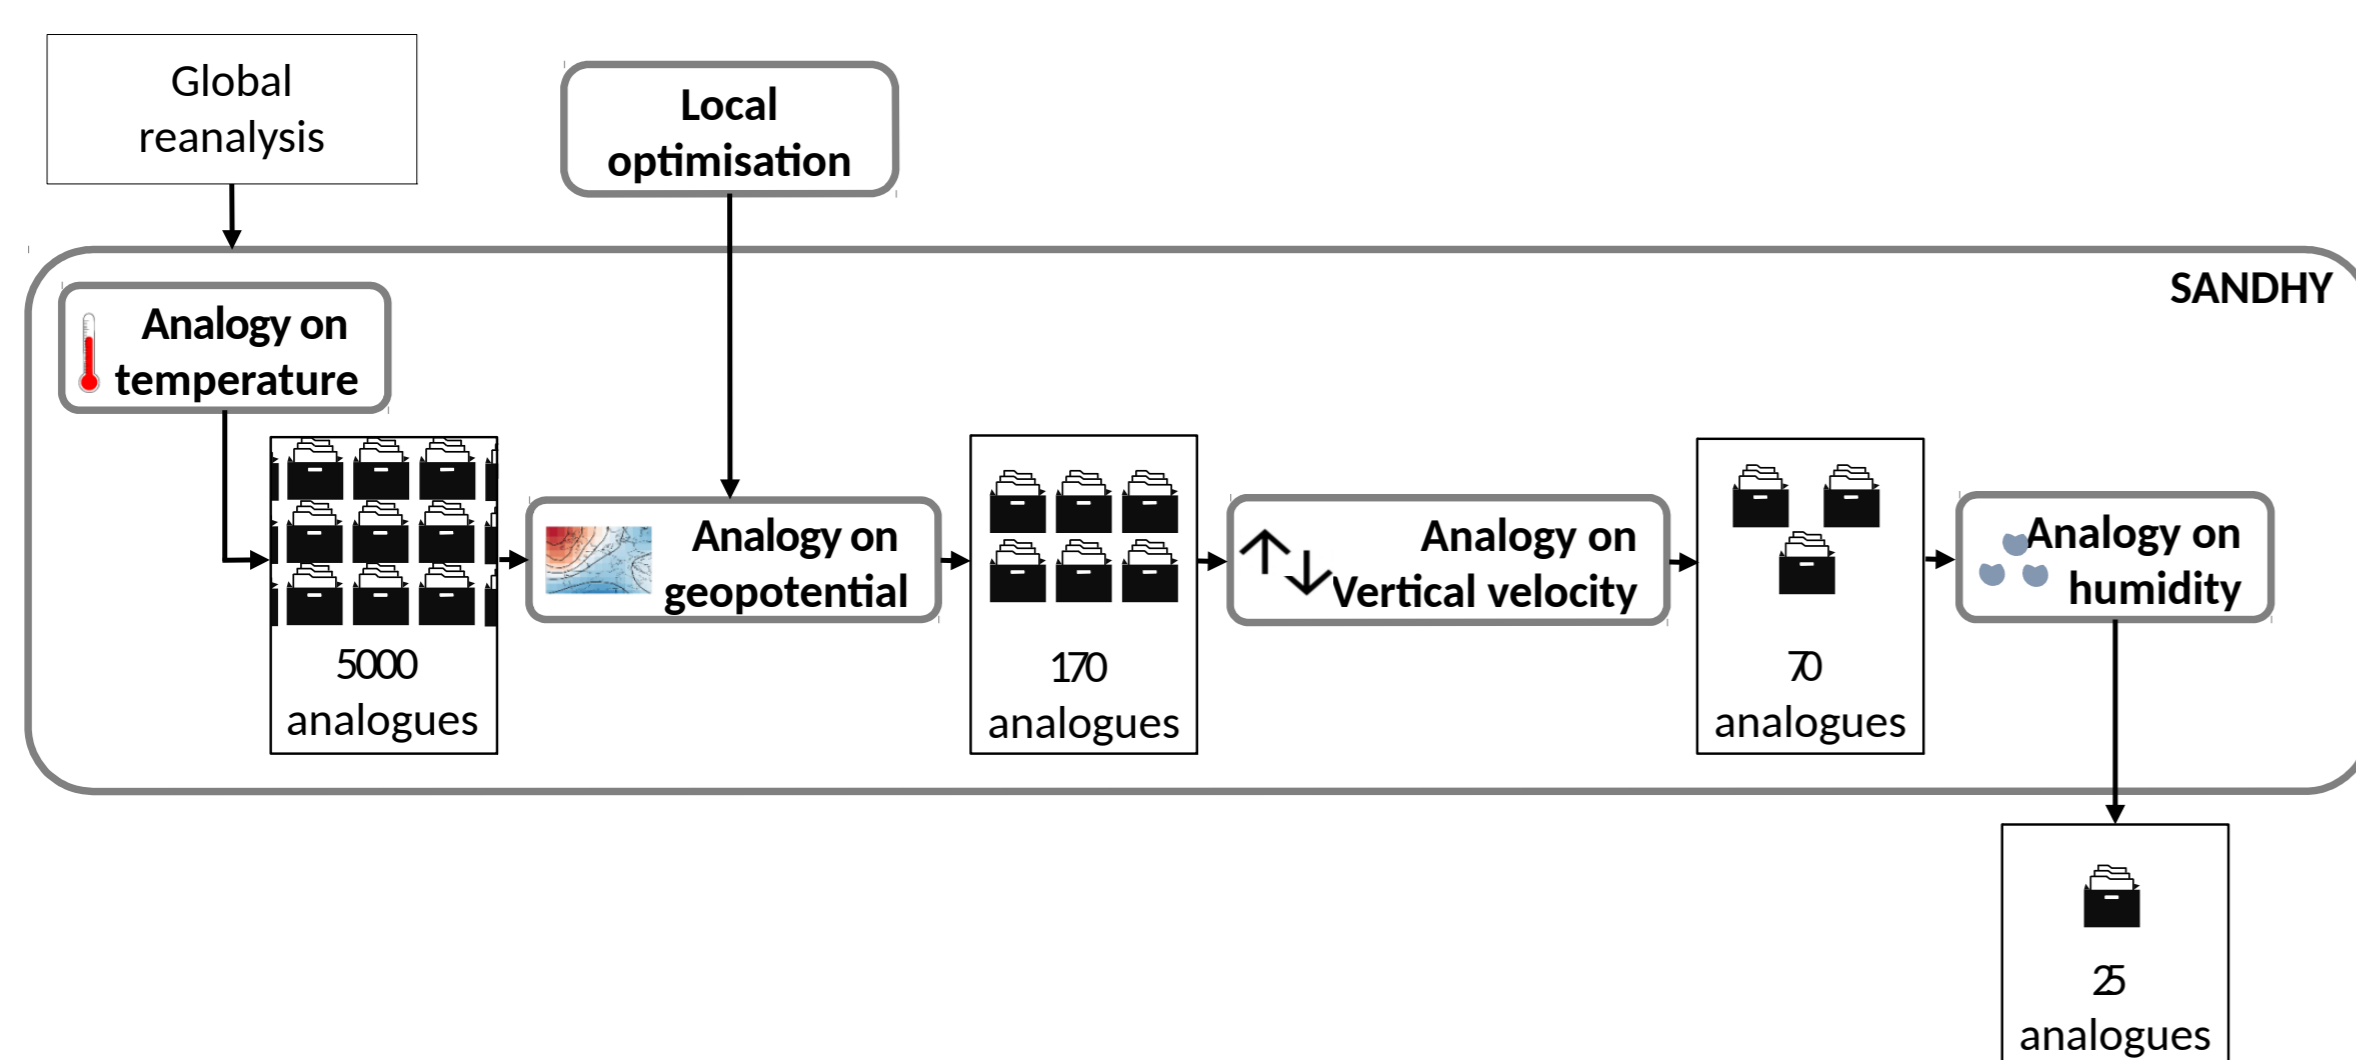 Global
reanalysis
Local
optimisation
SANDHY
Analogy on
temperature
5000
analogues
Analogy on
geopotential
170
analogues
Analogy on
Vertical velocity
70
analogues
Analogy on
humidity
25
analogues